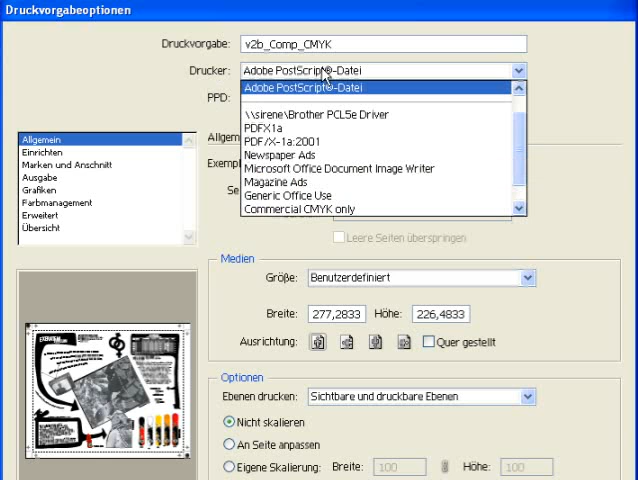 Druckvorgabeoptionen
Druckvorgabe: v2b_Comp_CMYK
Drucker: Adobe PostScript®-Datei
PPD: Adobe PostScript®-Datei
\\sirene\Brother PCL5e Driver
PDFX1a
PDF/X-1a:2001
Newspaper Ads
Microsoft Office Document Image Writer
Magazine Ads
Generic Office Use
Commercial CMYK only
Allgemein
Einrichten
Marken und Anschnitt
Ausgabe
Grafiken
Farbmanagement
Erweitert
Übersicht
Allgem
Exempl
Se
Leere Seiten überspringen
Medien
Größe: Benutzerdefiniert
Breite: 277,2833 Höhe: 226,4833
Ausrichtung: Quer gestellt
Optionen
Ebenen drucken: Sichtbare und druckbare Ebenen
Nicht skalieren
An Seite anpassen
Eigene Skalierung: Breite: 100 Höhe: 100